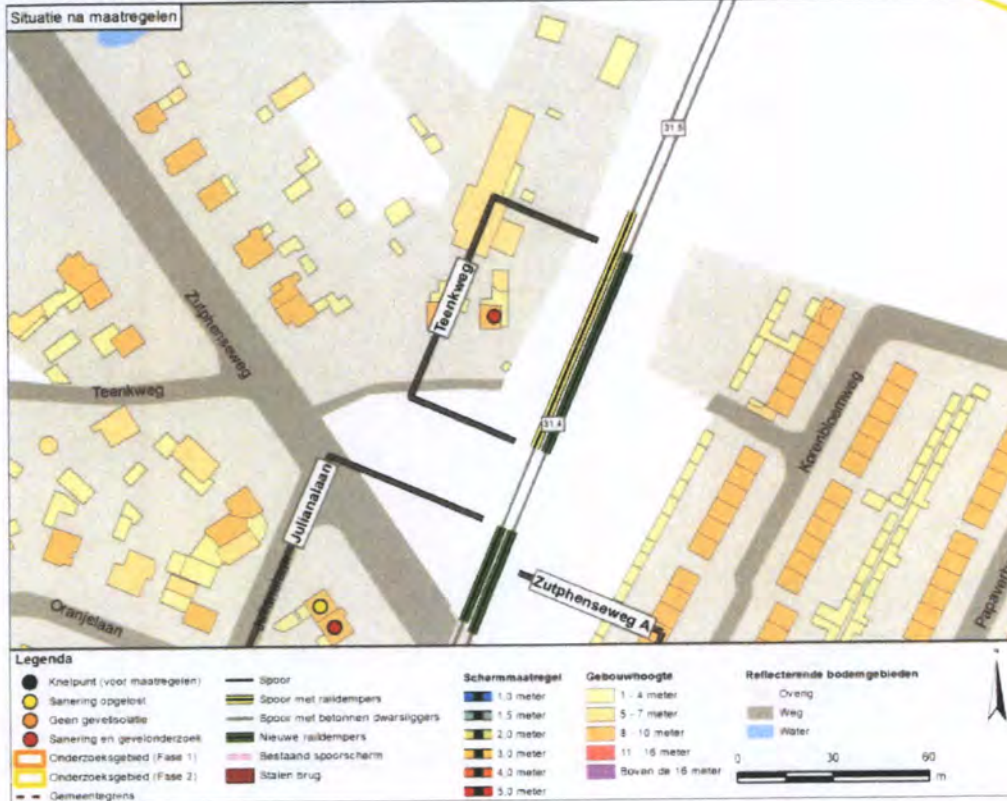 Situatie na maatregelen
31.5
Teenkweg
Zutphenseweg
Teenkweg
31.4
Korenbloemweg
Julianalaan
Zutphenseweg A
Oranjelaan
Legenda
Knelpunt (voor maatregelen)
Sanering opgelost
Geen gevelisolatie
Sanering en gevelonderzoek
Onderzoeksgebied (Fase 1)
Onderzoeksgebied (Fase 2)
Gemeentegrens
Spoor
Spoor met raildempers
Spoor met betonnen dwarsliggers
Nieuwe raildempers
Bestaand spoorscherm
Stalen brug
Schermmaatregel
1,0 meter
1,5 meter
2,0 meter
3,0 meter
4,0 meter
5,0 meter
Gebouwhoogte
1 - 4 meter
5 - 7 meter
8 - 10 meter
11 - 16 meter
Boven de 16 meter
Reflecterende bodemgebieden
Overig
Weg
Water
0 30 60
m